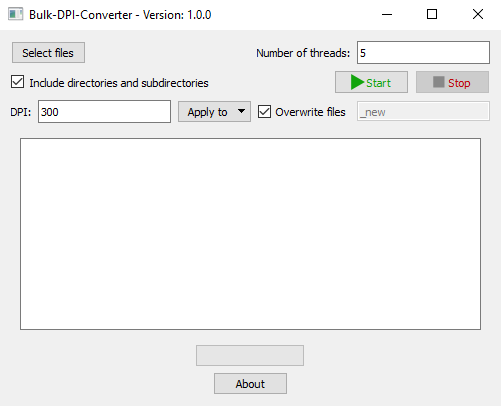 Bulk-DPI-Converter - Version: 1.0.0
Select files
Number of threads: 5
Include directories and subdirectories
Start
Stop
DPI: 300
Apply to
Overwrite files
_new
About